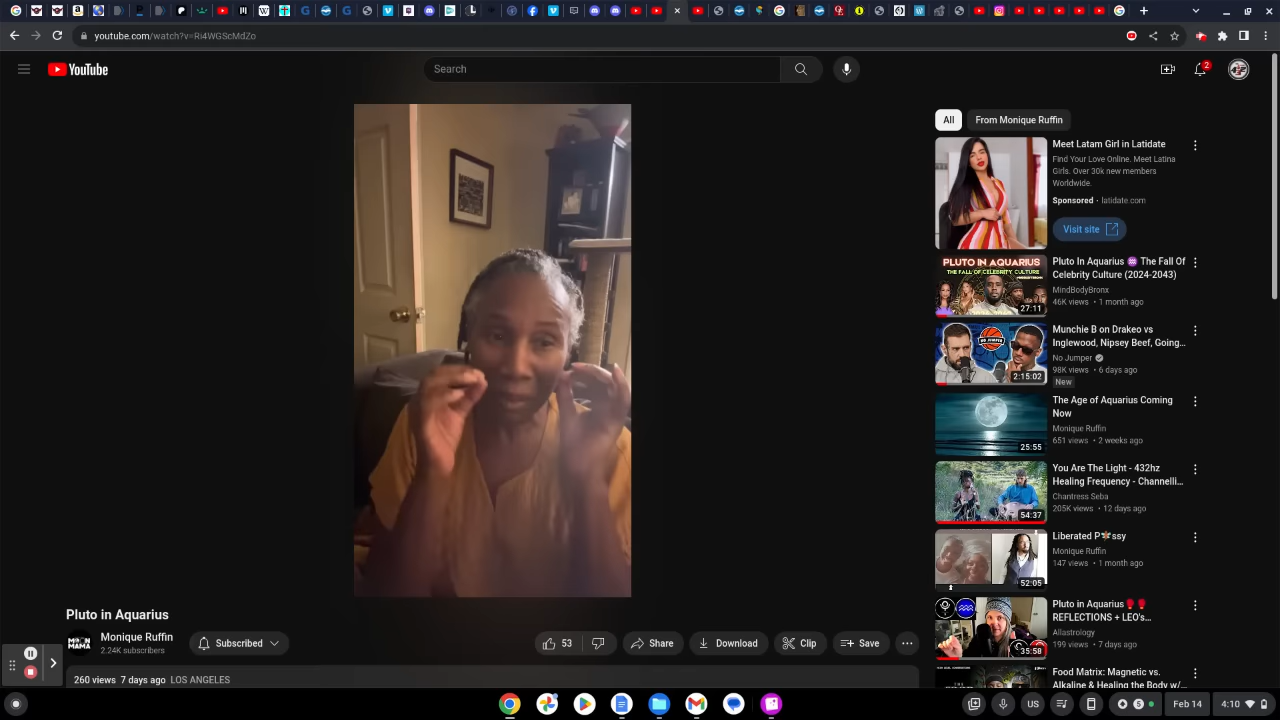 youtube.com/watch?v=Ri4WGScMdZo
YouTube
Search
2
All
From Monique Ruffin
Meet Latam Girl in Latidate
Find Your Love Online. Meet Latina
Girls. Over 30k new members
Worldwide.
Sponsored · latidate.com
Visit site
PLUTO IN AQUARIUS
THE FALL OF CELEBRITY CULTURE
27:11
Pluto In Aquarius ♒ The Fall Of
Celebrity Culture (2024-2043)
MindBodyBronx
46K views • 1 month ago
NO JUMPER
2:15:02
Munchie B on Drakeo vs
Inglewood, Nipsey Beef, Going...
No Jumper
98K views • 6 days ago
New
25:55
The Age of Aquarius Coming
Now
Monique Ruffin
651 views • 2 weeks ago
54:37
You Are The Light - 432hz
Healing Frequency - Channelli...
Chantress Seba
205K views • 12 days ago
52:05
Liberated P🧚ssy
Monique Ruffin
147 views • 1 month ago
35:58
Pluto in Aquarius🌹🌹
REFLECTIONS + LEO's...
Allastrology
199 views • 7 days ago
Food Matrix: Magnetic vs.
Alkaline & Healing the Body w/...
Pluto in Aquarius
MOON
MAMA
Monique Ruffin
2.24K subscribers
Subscribed
53
Share
Download
Clip
Save
260 views 7 days ago LOS ANGELES
US
5
Feb 14
4:10